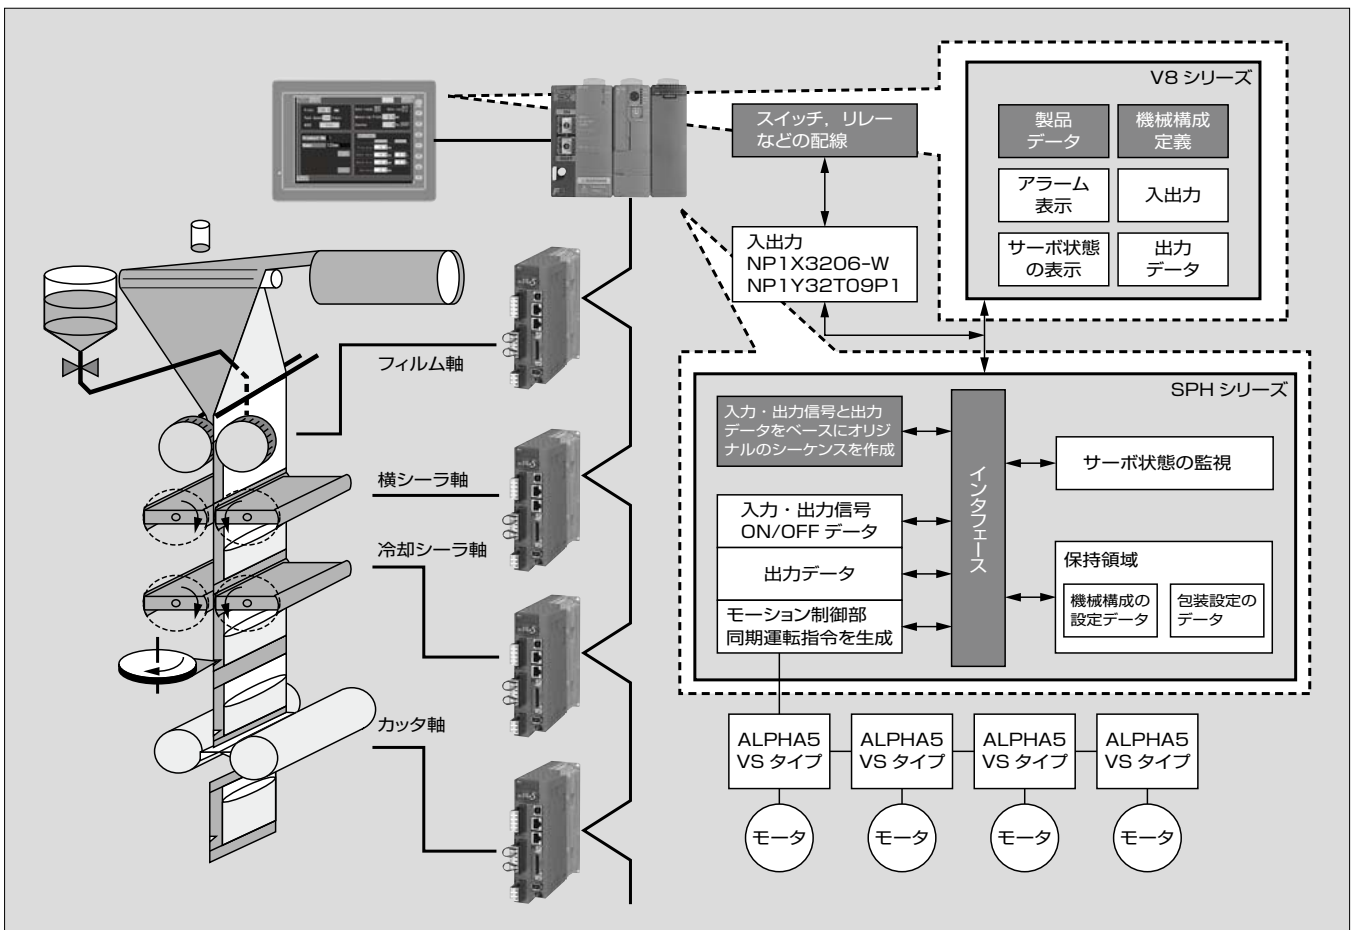 V8 シリーズ
製品
データ
機械構成
定義
アラーム
表示
入出力
サーボ状態
の表示
出力
データ
スイッチ，リレー
などの配線
入出力
NP1X3206-W
NP1Y32T09P1
フィルム軸
横シーラ軸
冷却シーラ軸
カッタ軸
SPH シリーズ
入力・出力信号と出力
データをベースにオリジ
ナルのシーケンスを作成
入力・出力信号
ON/OFF データ
出力データ
モーション制御部
同期運転指令を生成
インタフェース
サーボ状態の監視
保持領域
機械構成の
設定データ
包装設定の
データ
ALPHA5
VS タイプ
ALPHA5
VS タイプ
ALPHA5
VS タイプ
ALPHA5
VS タイプ
モータ
モータ
モータ
モータ